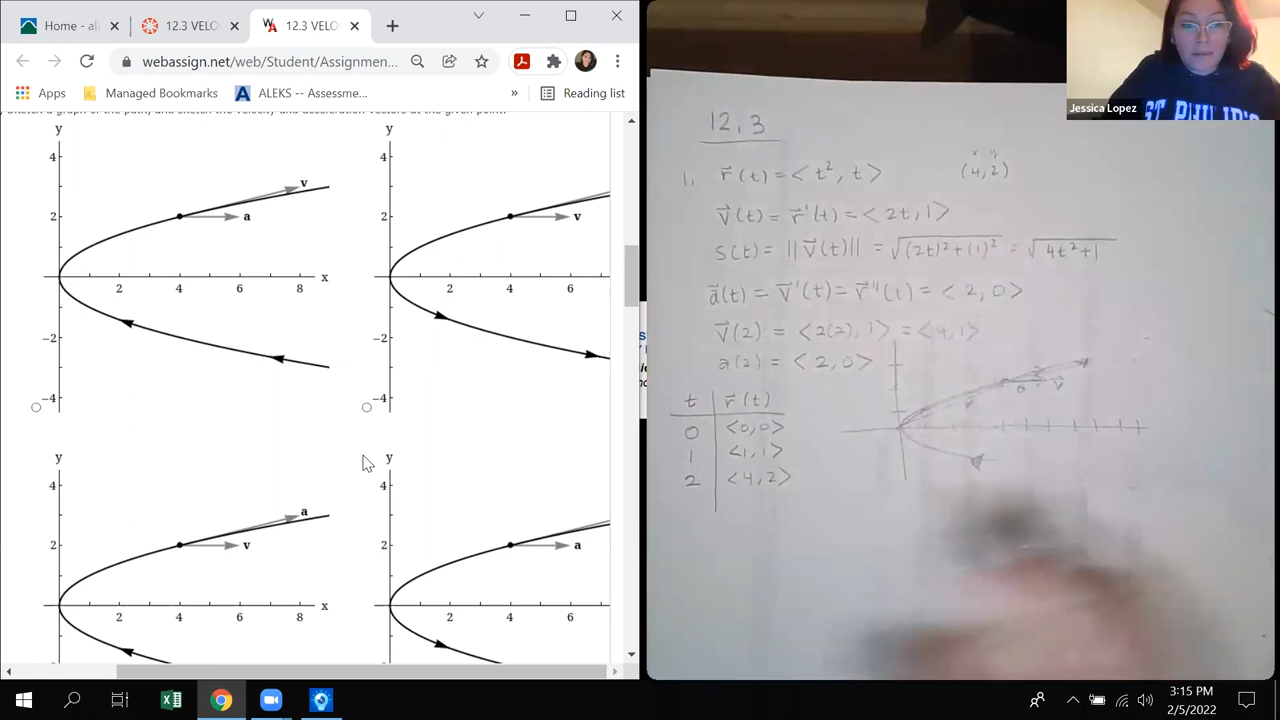 Home - al
12.3 VELO
12.3 VELO
webassign.net/web/Student/Assignmen...
Apps
Managed Bookmarks
ALEKS -- Assessme...
»
Reading list
y
4
2
v
a
x
2
4
6
8
-2
-4
y
4
2
v
2
4
6
-2
-4
y
4
2
a
v
x
2
4
6
8
y
4
2
a
2
4
6
Jessica Lopez
ST. PHILIP'S
12.3
x y
1. r⃗(t) = <t², t> (4,2)
v⃗(t) = r⃗'(t) = <2t, 1>
s(t) = ||v⃗(t)|| = √((2t)²+(1)²) = √(4t²+1)
a⃗(t) = v⃗'(t) = r⃗''(t) = <2, 0>
v⃗(2) = <2(2), 1> = <4, 1>
a(2) = <2, 0>
t r⃗(t)
0 <0,0>
1 <1,1>
2 <4,2>
a v⃗
3:15 PM
2/5/2022